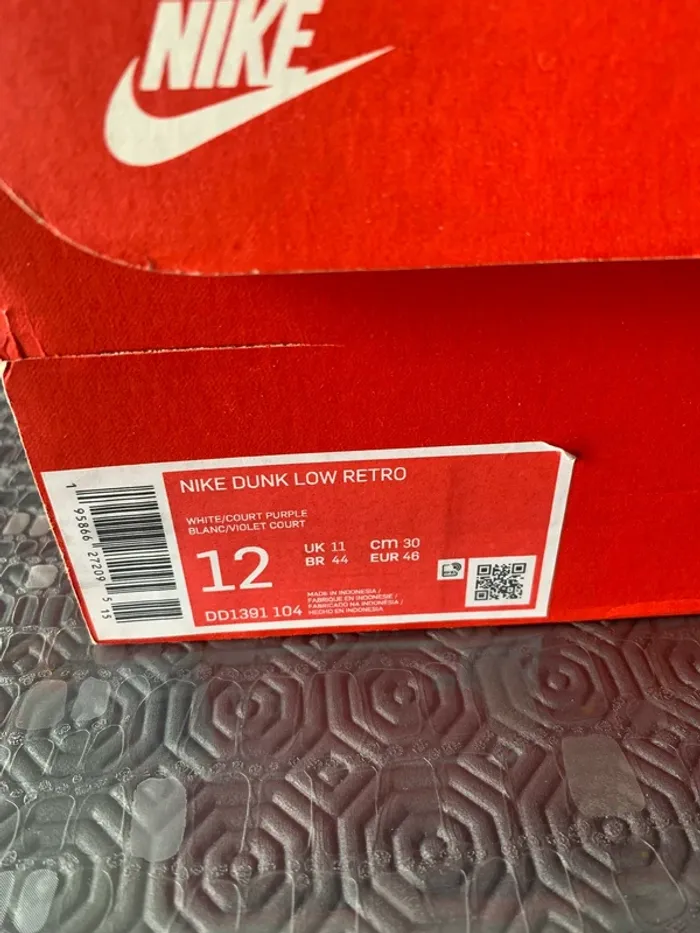 NIKE
NIKE DUNK LOW RETRO
WHITE/COURT PURPLE
BLANC/VIOLET COURT
12
UK 11 cm 30
BR 44 EUR 46
DD1391 104
MADE IN INDONESIA /
FABRIQUE EN INDONESIE /
FABRICADO NA INDONESIA /
HECHO EN INDONESIA
1 95866 27209 5 15